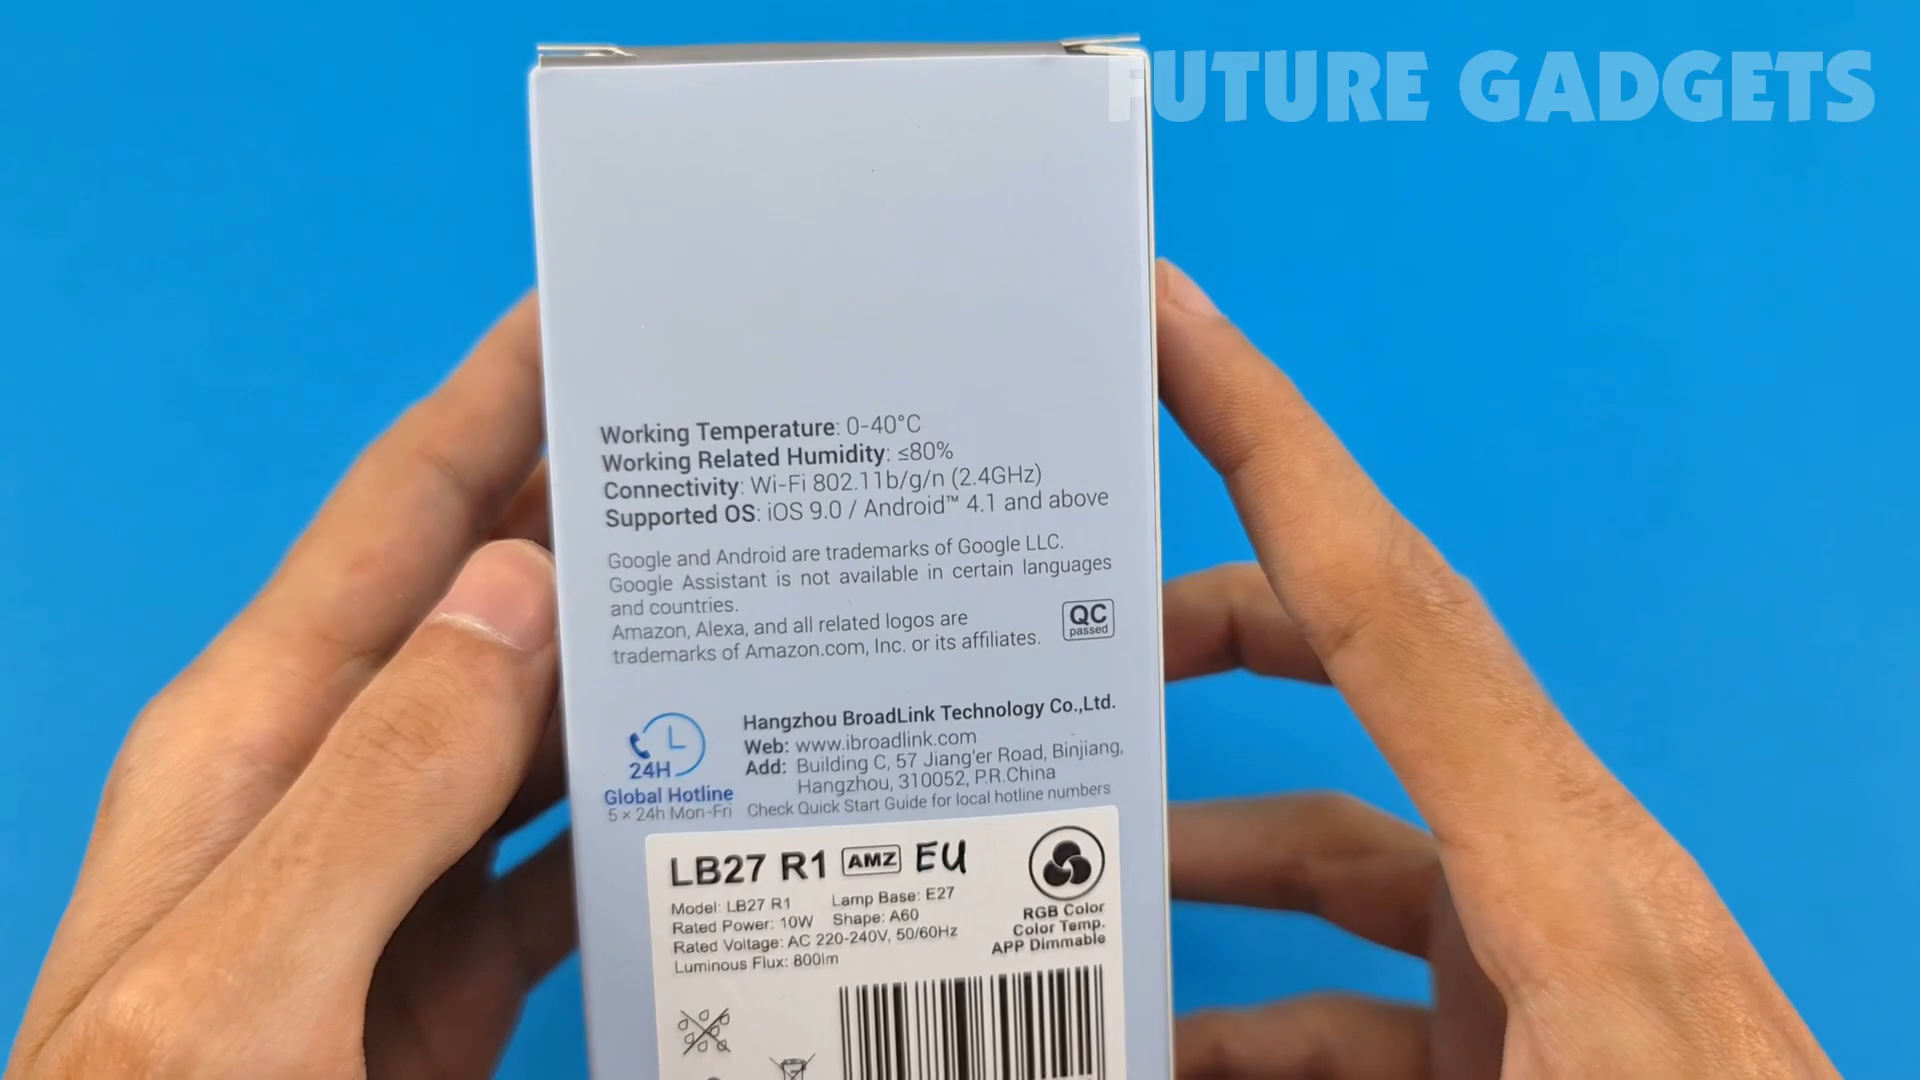 FUTURE GADGETS
Working Temperature: 0-40°C
Working Related Humidity: ≤80%
Connectivity: Wi-Fi 802.11b/g/n (2.4GHz)
Supported OS: iOS 9.0 / Android™ 4.1 and above
Google and Android are trademarks of Google LLC.
Google Assistant is not available in certain languages
and countries.
Amazon, Alexa, and all related logos are
trademarks of Amazon.com, Inc. or its affiliates.
QC
passed
24H
Global Hotline
5 × 24h Mon-Fri
Hangzhou BroadLink Technology Co.,Ltd.
Web: www.ibroadlink.com
Add: Building C, 57 Jiang'er Road, Binjiang,
Hangzhou, 310052, P.R.China
Check Quick Start Guide for local hotline numbers
LB27 R1 AMZ EU
Model: LB27 R1 Lamp Base: E27
Rated Power: 10W Shape: A60
Rated Voltage: AC 220-240V, 50/60Hz
Luminous Flux: 800lm
RGB Color
Color Temp.
APP Dimmable